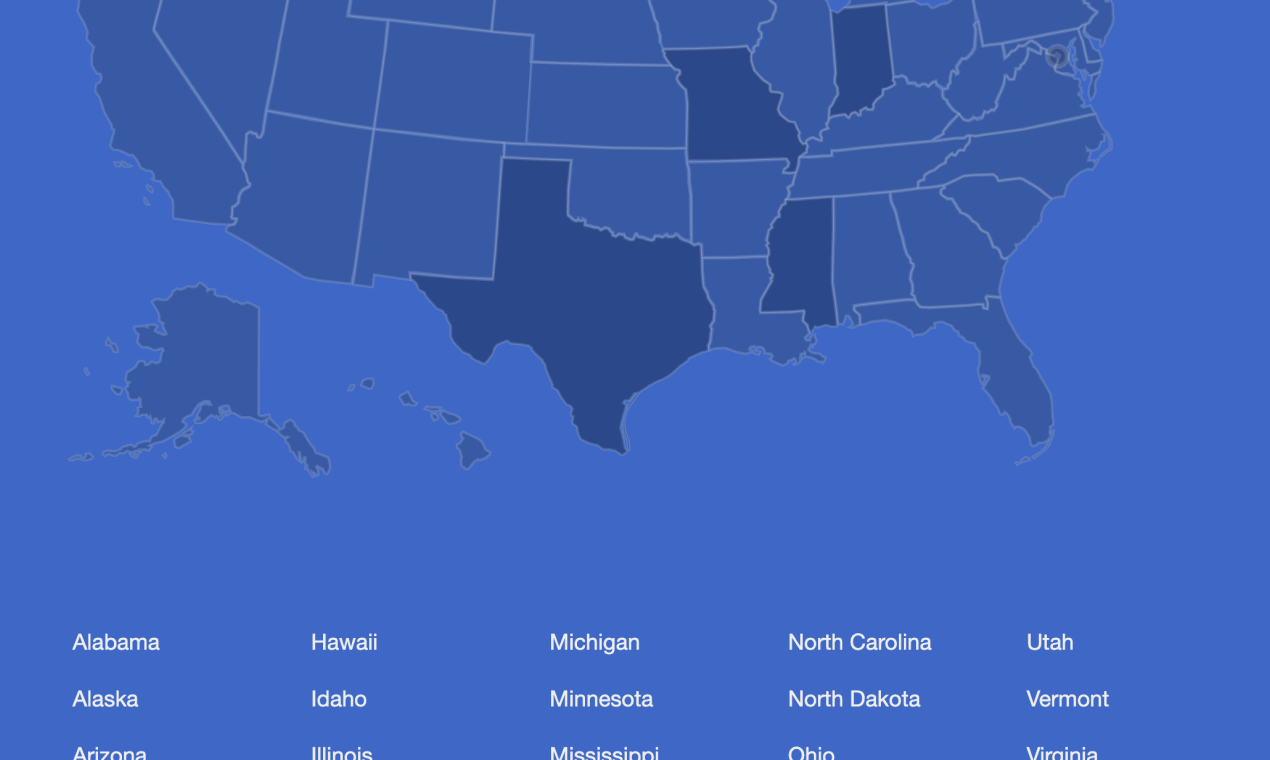 Alabama Hawaii Michigan North Carolina Utah
Alaska Idaho Minnesota North Dakota Vermont
Arizona Illinois Mississippi Ohio Virginia